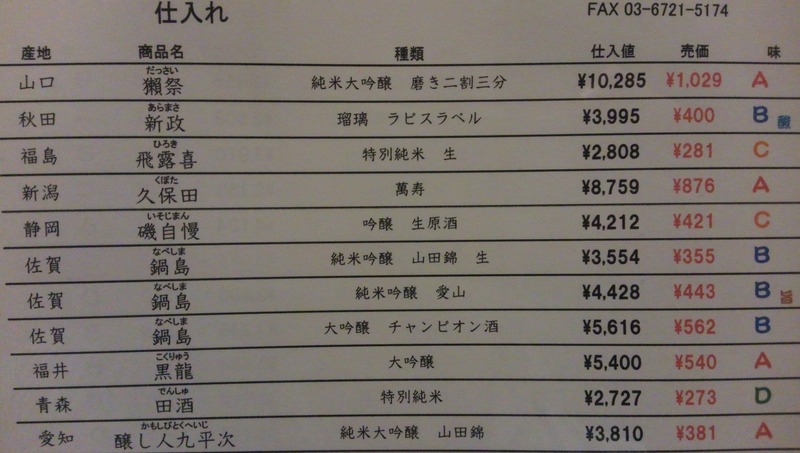 仕入れ FAX 03-6721-5174
産地 商品名 種類 仕入値 売価 味
だっさい
山口 獺祭 純米大吟醸 磨き二割三分 ¥10,285 ¥1,029 A
あらまさ
秋田 新政 瑠璃 ラピスラベル ¥3,995 ¥400 B 酸
ひろき
福島 飛露喜 特別純米 生 ¥2,808 ¥281 C
くぼた
新潟 久保田 萬寿 ¥8,759 ¥876 A
いそじまん
静岡 磯自慢 吟醸 生原酒 ¥4,212 ¥421 C
なべしま
佐賀 鍋島 純米吟醸 山田錦 生 ¥3,554 ¥355 B
なべしま
佐賀 鍋島 純米吟醸 愛山 ¥4,428 ¥443 B
なべしま
佐賀 鍋島 大吟醸 チャンピオン酒 ¥5,616 ¥562 B
こくりゅう
福井 黒龍 大吟醸 ¥5,400 ¥540 A
でんしゅ
青森 田酒 特別純米 ¥2,727 ¥273 D
かもしびとくへいじ
愛知 醸し人九平次 純米大吟醸 山田錦 ¥3,810 ¥381 A